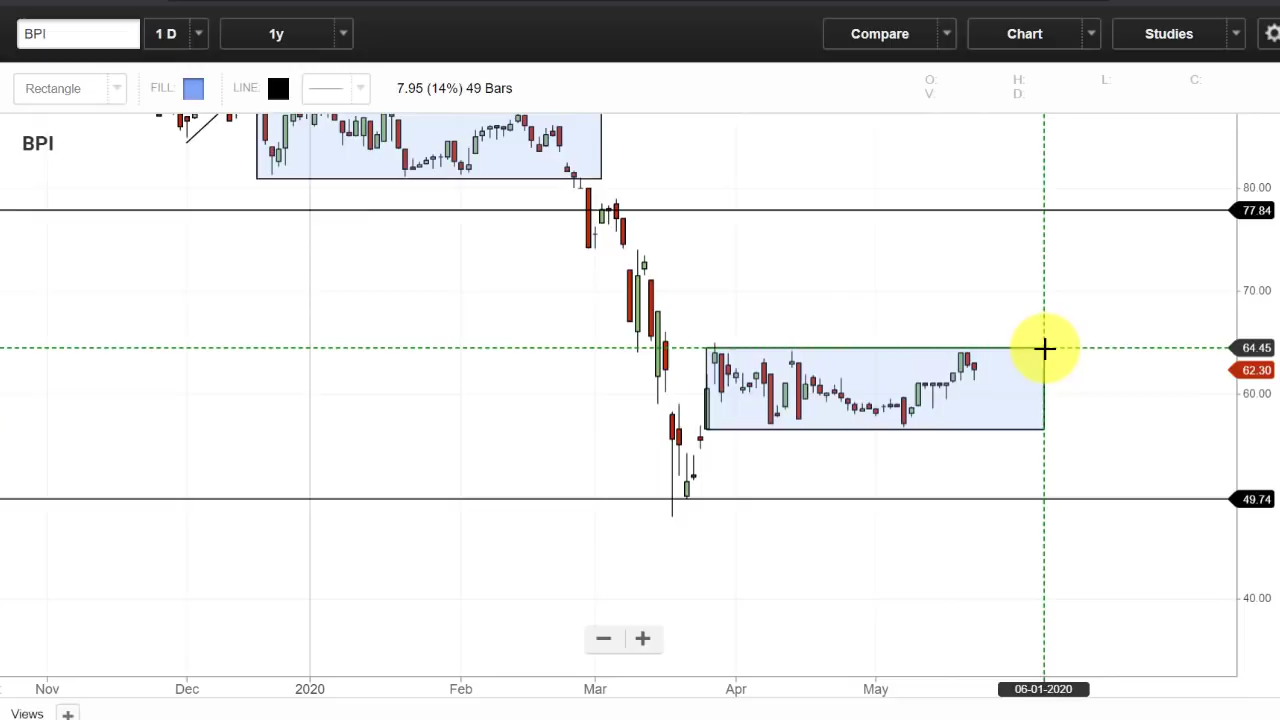 BPI 1 D 1y Compare Chart Studies
Rectangle FILL: LINE: 7.95 (14%) 49 Bars O: H: L: C:
V: D:
BPI
80.00
77.84
70.00
64.45
62.30
60.00
49.74
40.00
Nov Dec 2020 Feb Mar Apr May 06-01-2020
Views